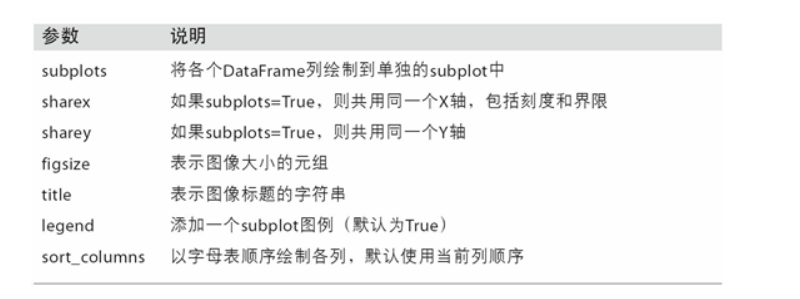 参数 说明
subplots 将各个DataFrame列绘制到单独的subplot中
sharex 如果subplots=True，则共用同一个X轴，包括刻度和界限
sharey 如果subplots=True，则共用同一个Y轴
figsize 表示图像大小的元组
title 表示图像标题的字符串
legend 添加一个subplot图例（默认为True）
sort_columns 以字母表顺序绘制各列，默认使用当前列顺序